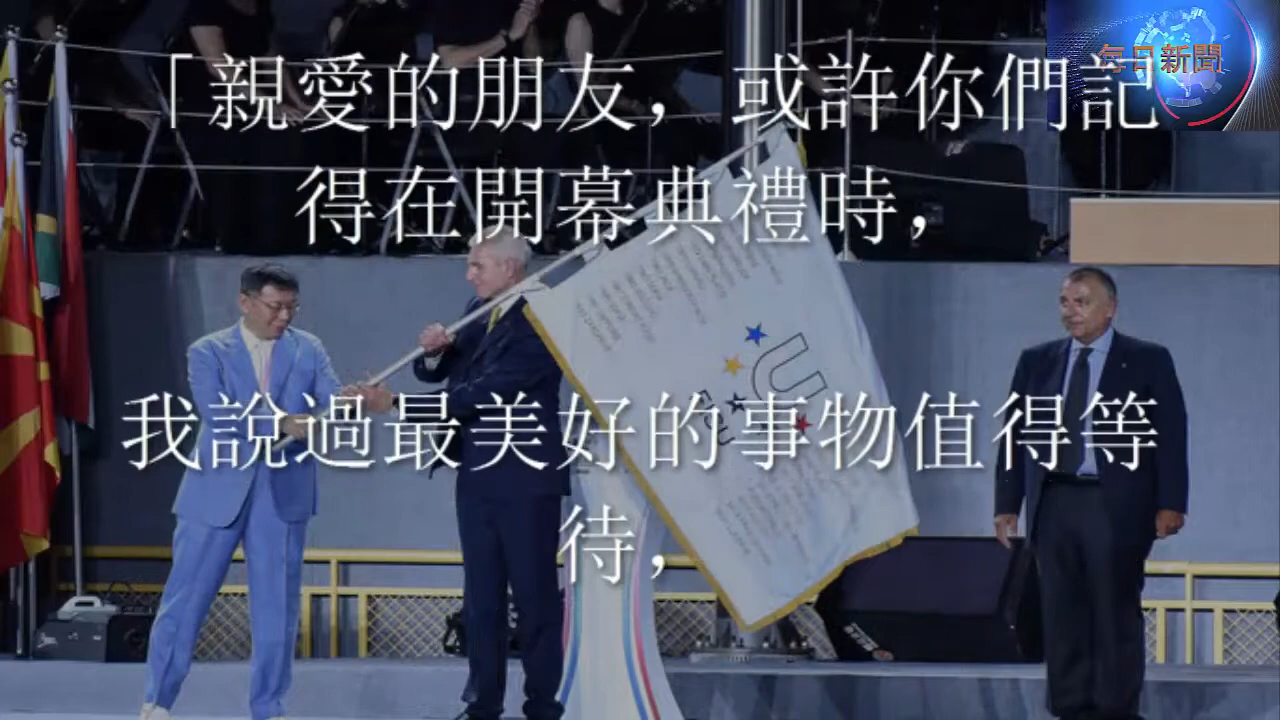 每日新聞
「親愛的朋友，或許你們記
得在開幕典禮時，
我說過最美好的事物值得等
待，